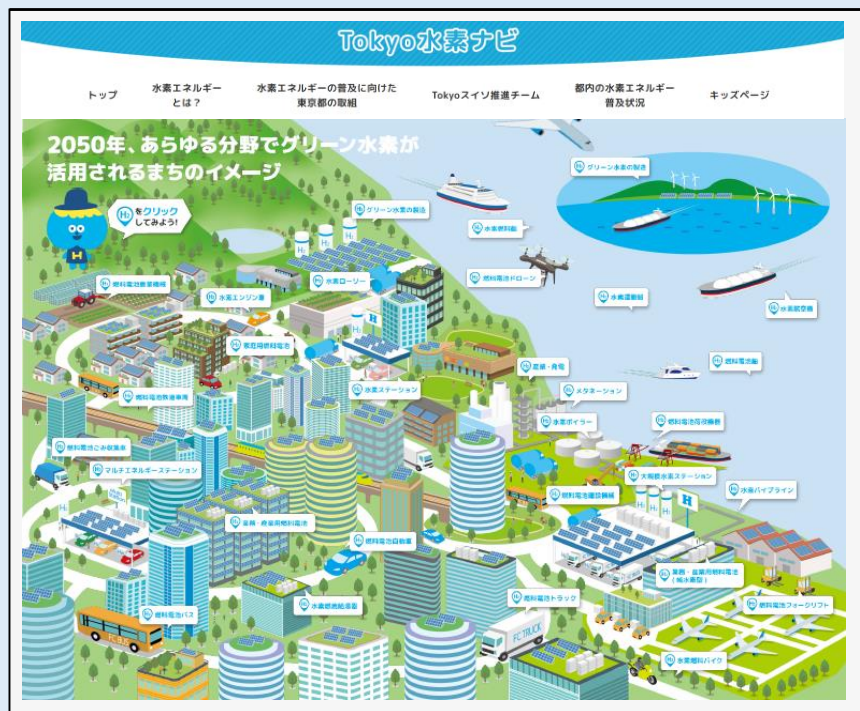 Tokyo水素ナビ
トップ
水素エネルギー
とは？
水素エネルギーの普及に向けた
東京都の取組
Tokyoスイソ推進チーム
都内の水素エネルギー
普及状況
キッズページ
2050年、あらゆる分野でグリーン水素が
活用されるまちのイメージ
H₂をクリック
してみよう!
H
グリーン水素の製造
グリーン水素の製造
水素燃料船
燃料電池ドローン
水素運搬船
水素航空機
燃料電池船
燃料電池農業機械
水素エンジン車
水素ローリー
家庭用燃料電池
水素ステーション
産業・発電
メタネーション
水素ボイラー
燃料電池荷役機械
燃料電池鉄道車両
燃料電池ごみ収集車
マルチエネルギーステーション
大規模水素ステーション
燃料電池建設機械
水素パイプライン
業務・産業用燃料電池
燃料電池自動車
業務・産業用燃料電池
(純水素型)
燃料電池バス
水素燃焼給湯器
燃料電池トラック
燃料電池フォークリフト
水素燃料バイク
FC BUS
FC TRUCK